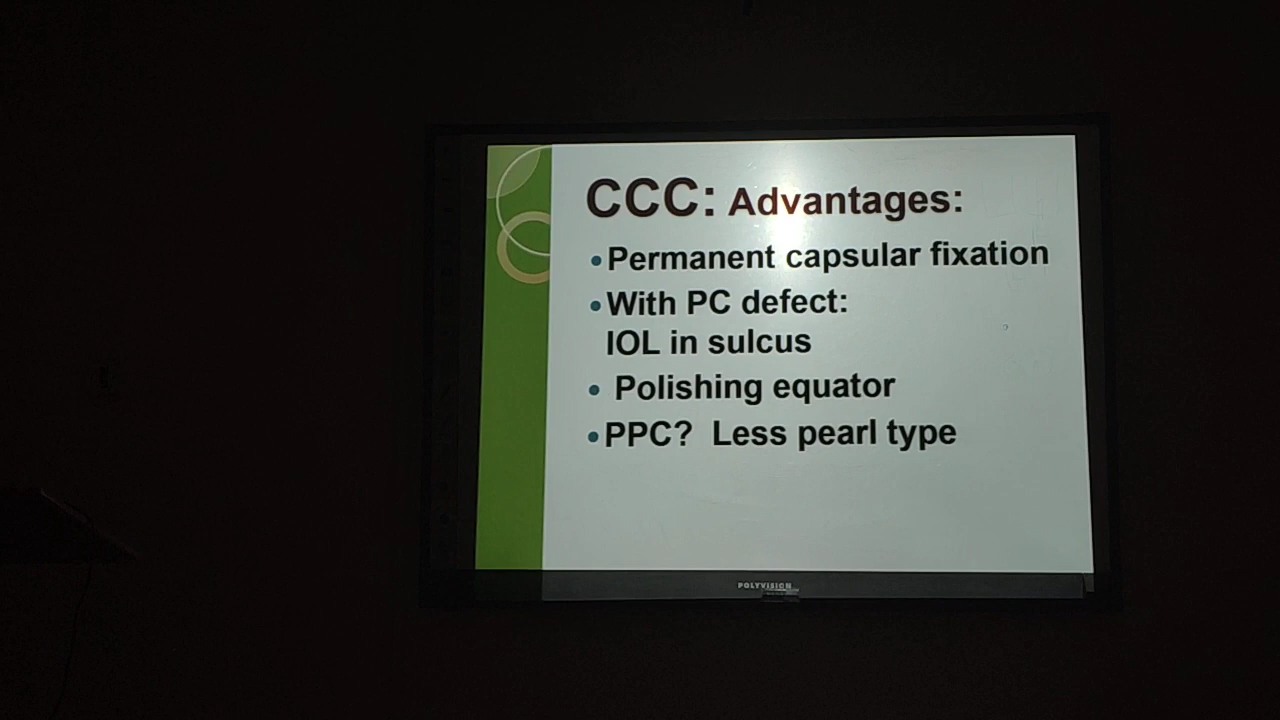 CCC: Advantages:
•Permanent capsular fixation
•With PC defect:
IOL in sulcus
• Polishing equator
•PPC? Less pearl type
POLYVISION